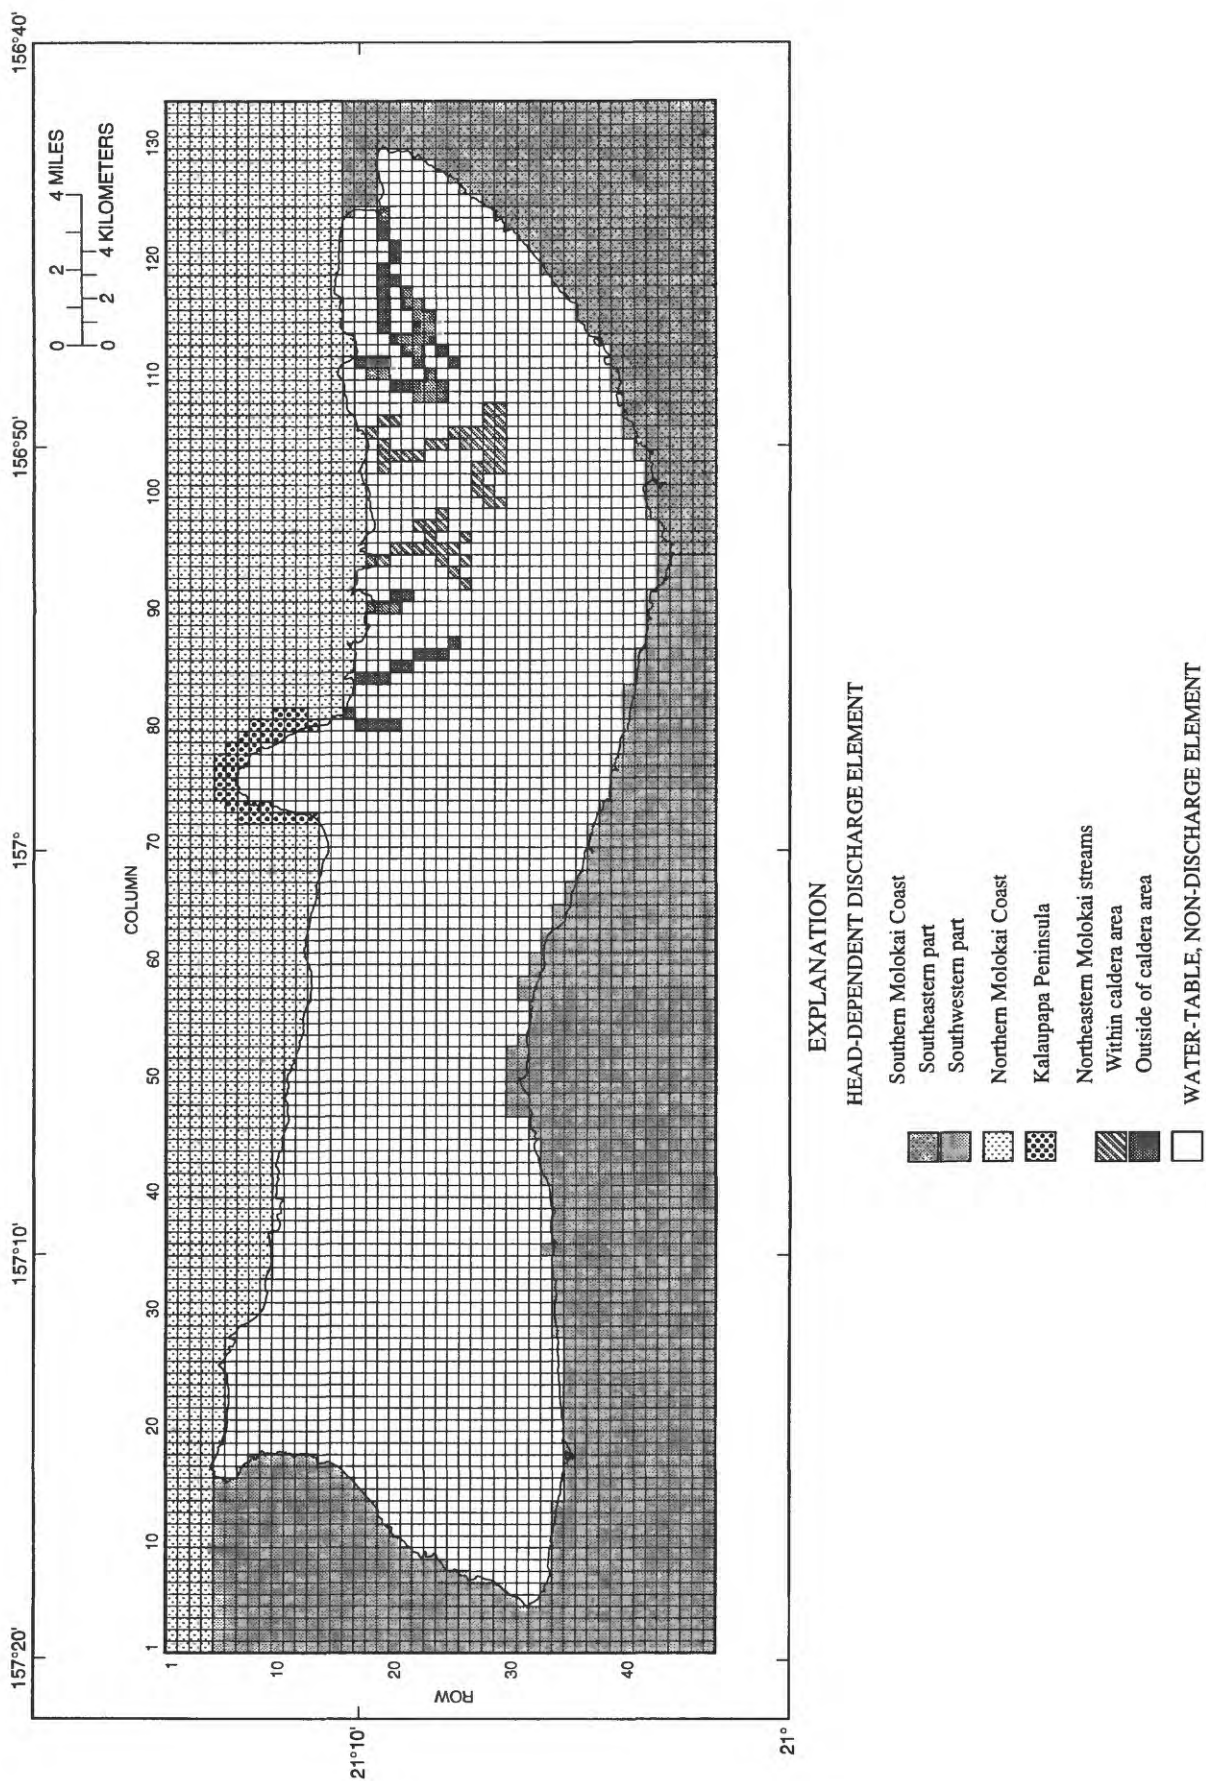 157°20'
157°10'
157°
156°50'
156°40'
0 2 4 MILES
0 2 4 KILOMETERS
COLUMN
1 10 20 30 40 50 60 70 80 90 100 110 120 130
ROW
1
10
20
30
40
21°10'
21°
EXPLANATION
HEAD-DEPENDENT DISCHARGE ELEMENT
Southern Molokai Coast
Southeastern part
Southwestern part
Northern Molokai Coast
Kalaupapa Peninsula
Northeastern Molokai streams
Within caldera area
Outside of caldera area
WATER-TABLE, NON-DISCHARGE ELEMENT